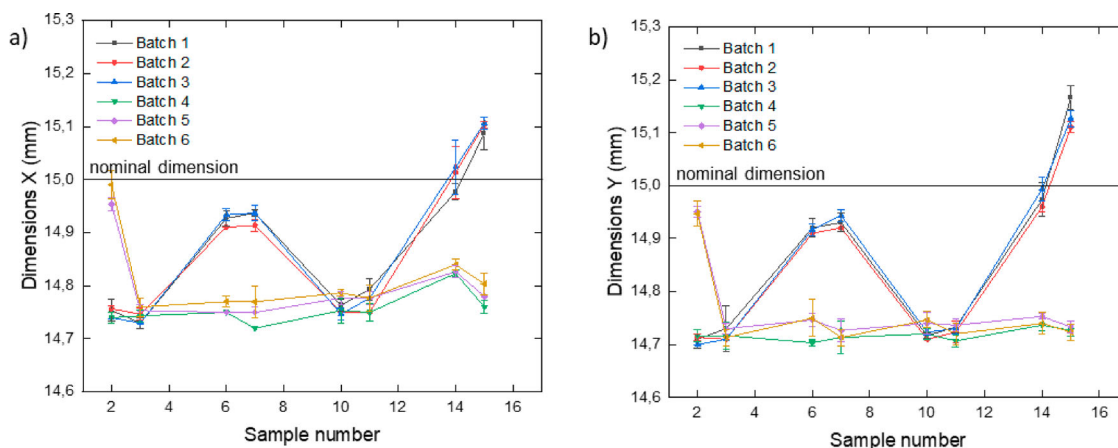 a)
15,3
15,2
15,1
15,0
14,9
14,8
14,7
14,6
Dimensions X (mm)
Batch 1
Batch 2
Batch 3
Batch 4
Batch 5
Batch 6
nominal dimension
2 4 6 8 10 12 14 16
Sample number
b)
15,3
15,2
15,1
15,0
14,9
14,8
14,7
14,6
Dimensions Y (mm)
Batch 1
Batch 2
Batch 3
Batch 4
Batch 5
Batch 6
nominal dimension
2 4 6 8 10 12 14 16
Sample number